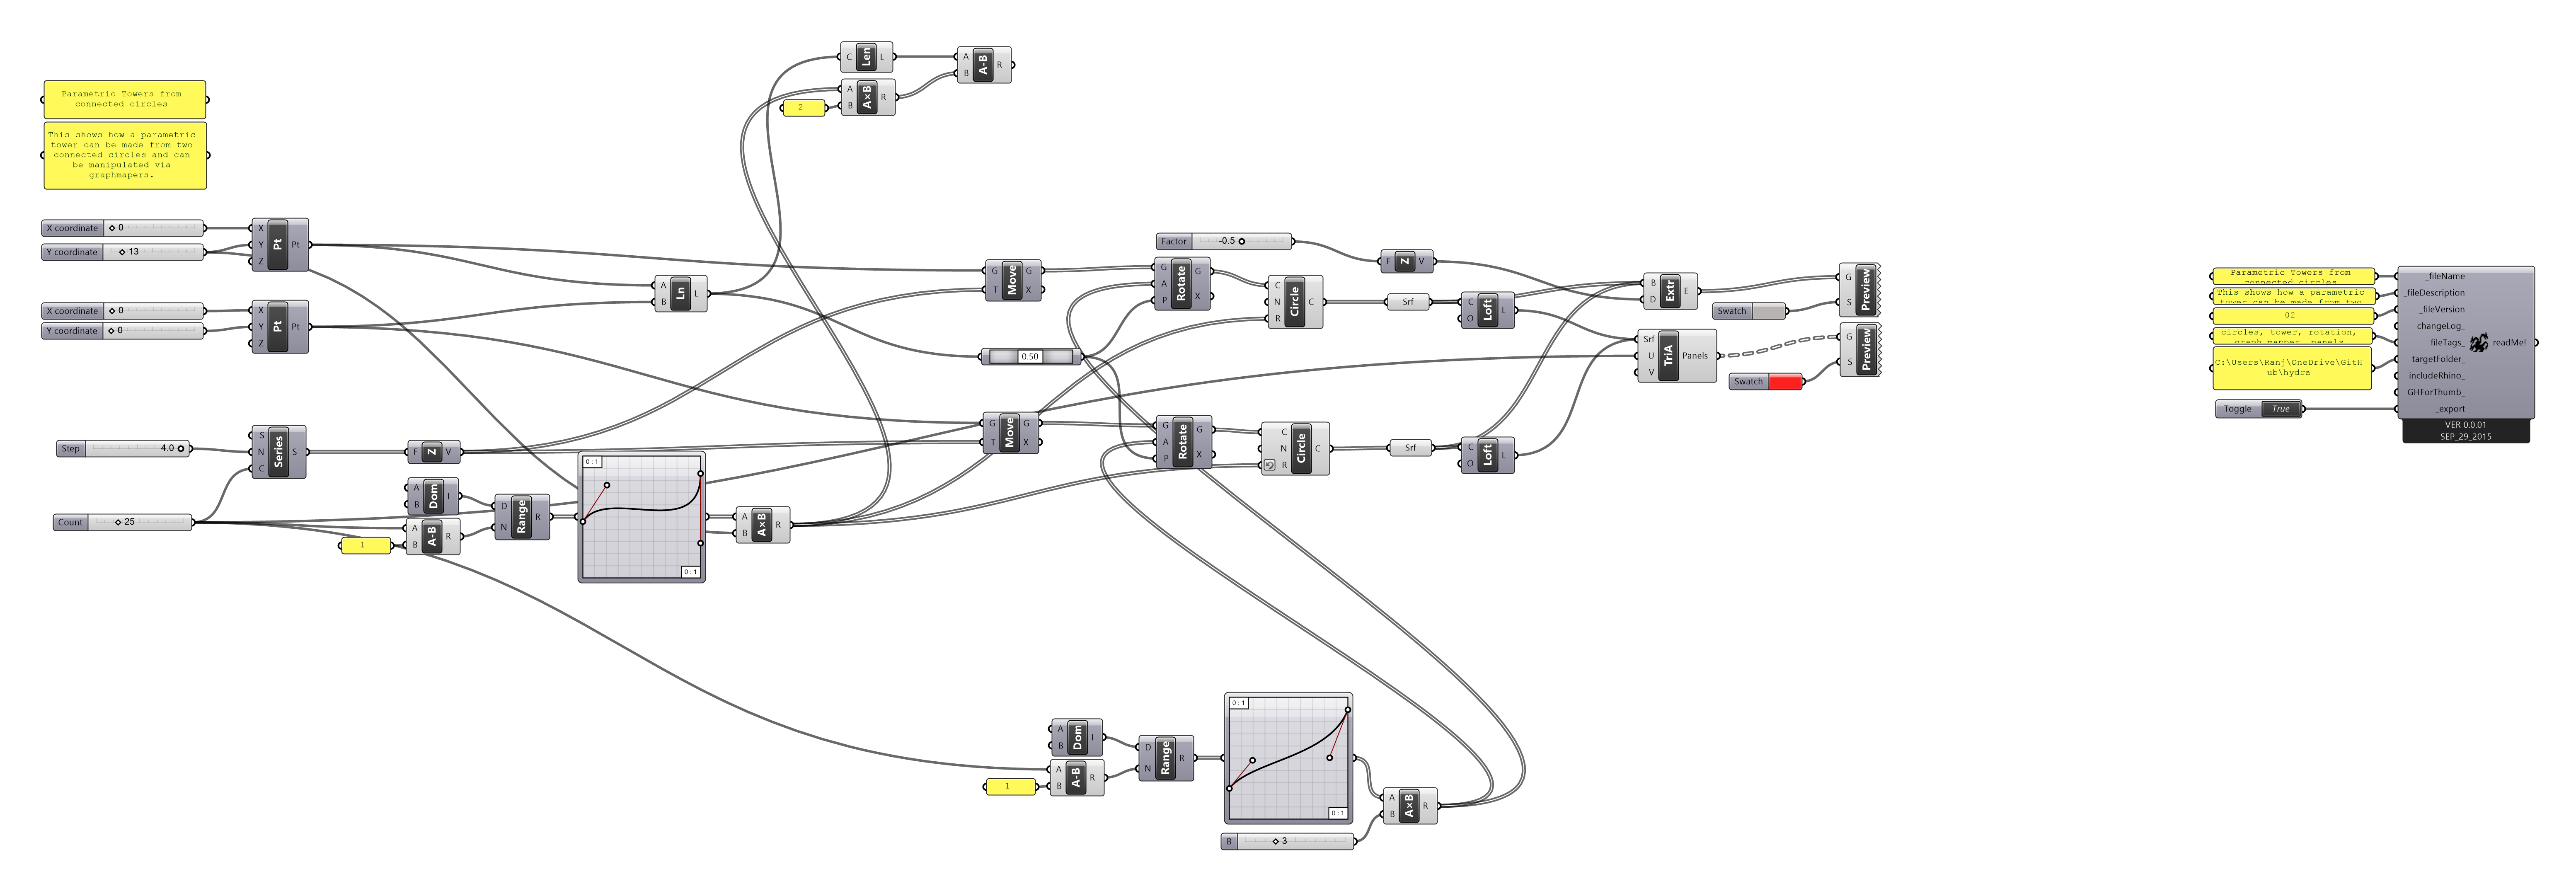 Parametric Towers from
connected circles
This shows how a parametric
tower can be made from two
connected circles and can
be manipulated via
graphmapers.
C Len L
A B A×B R
2
A B A-B R
X coordinate 0
Y coordinate 13
X Y Z Pt Pt
X coordinate 0
Y coordinate 0
X Y Z Pt Pt
A B Ln L
Step 4.0
S N C Series S
F Z V
Count 25
A B Dom I
A B A-B R
1
D N Range R
0 : 1
0 : 1
A B A×B R
G T Move G X
0.50
G T Move G X
Factor -0.5
F Z V
G A P Rotate G X
C N R Circle C
Srf
C O Loft L
G A P Rotate G X
C N R Circle C
Srf
C O Loft L
B D Extr E
Srf U V TriA Panels
Swatch
G S Preview
Swatch
G S Preview
A B Dom I
A B A-B R
1
D N Range R
0 : 1
0 : 1
B 3
A B A×B R
Parametric Towers from
connected circles
This shows how a parametric
tower can be made from two
02
circles, tower, rotation,
graph mapper, panels
C:\Users\Ranj\OneDrive\GitH
ub\hydra
Toggle True
_fileName
_fileDescription
_fileVersion
changeLog_
fileTags_
targetFolder_
includeRhino_
GHForThumb_
_export
readMe!
VER 0.0.01
SEP_29_2015